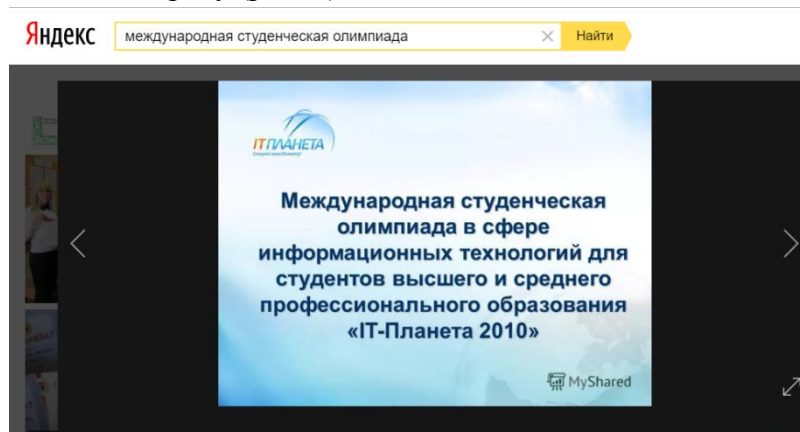 Яндекс
международная студенческая олимпиада
Найти
ITПЛАНЕТА
Международная студенческая
олимпиада в сфере
информационных технологий для
студентов высшего и среднего
профессионального образования
«IT-Планета 2010»
MyShared